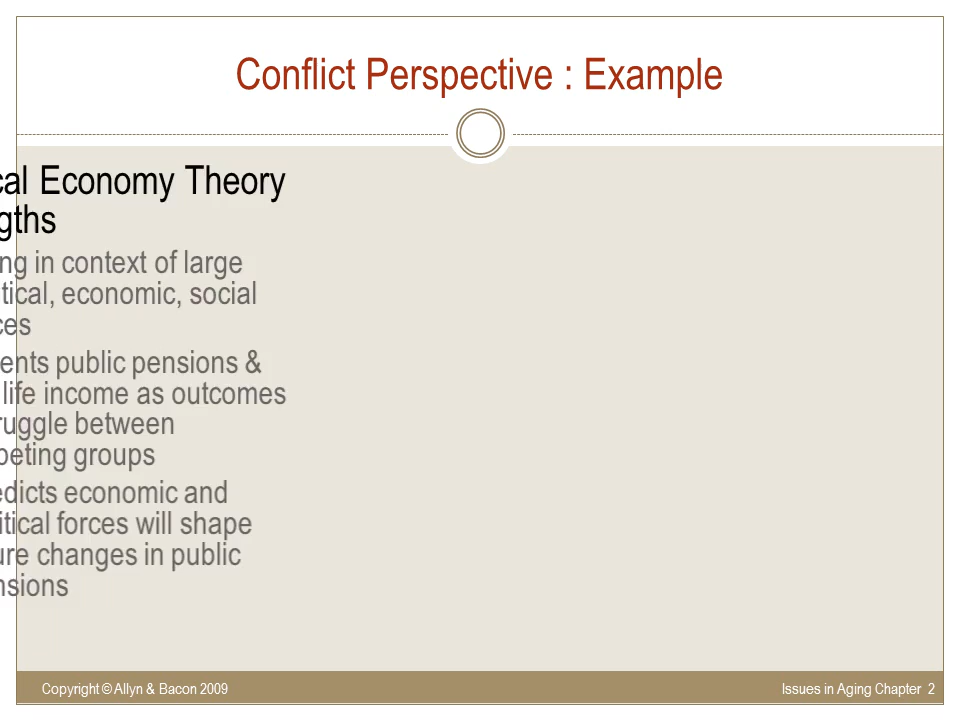 Conflict Perspective : Example
cal Economy Theory
gths
ng in context of large
tical, economic, social
ces
ents public pensions &
life income as outcomes
ruggle between
peting groups
edicts economic and
itical forces will shape
ure changes in public
nsions
Copyright © Allyn & Bacon 2009
Issues in Aging Chapter 2